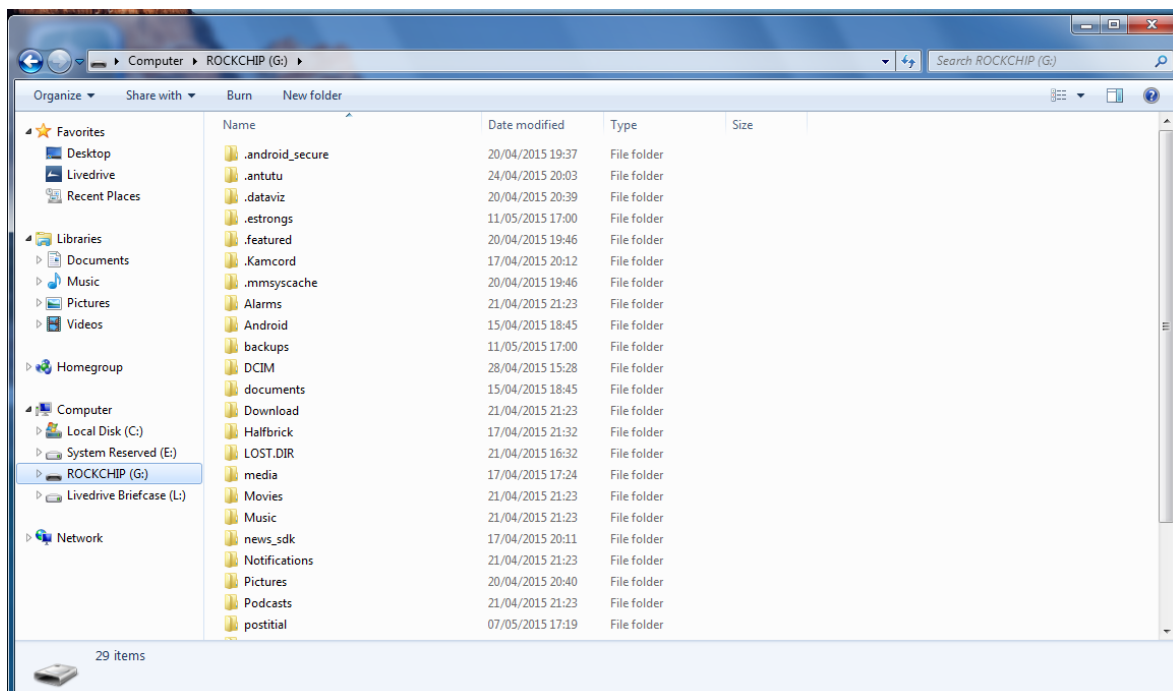 Computer ▸ ROCKCHIP (G:) ▸
Search ROCKCHIP (G:)
Organize Share with Burn New folder
Favorites
Desktop
Livedrive
Recent Places
Libraries
Documents
Music
Pictures
Videos
Homegroup
Computer
Local Disk (C:)
System Reserved (E:)
ROCKCHIP (G:)
Livedrive Briefcase (L:)
Network
Name Date modified Type Size
.android_secure 20/04/2015 19:37 File folder
.antutu 24/04/2015 20:03 File folder
.dataviz 20/04/2015 20:39 File folder
.estrongs 11/05/2015 17:00 File folder
.featured 20/04/2015 19:46 File folder
.Kamcord 17/04/2015 20:12 File folder
.mmsyscache 20/04/2015 19:46 File folder
Alarms 21/04/2015 21:23 File folder
Android 15/04/2015 18:45 File folder
backups 11/05/2015 17:00 File folder
DCIM 28/04/2015 15:28 File folder
documents 15/04/2015 18:45 File folder
Download 21/04/2015 21:23 File folder
Halfbrick 17/04/2015 21:32 File folder
LOST.DIR 21/04/2015 16:32 File folder
media 17/04/2015 17:24 File folder
Movies 21/04/2015 21:23 File folder
Music 21/04/2015 21:23 File folder
news_sdk 17/04/2015 20:11 File folder
Notifications 21/04/2015 21:23 File folder
Pictures 20/04/2015 20:40 File folder
Podcasts 21/04/2015 21:23 File folder
postitial 07/05/2015 17:19 File folder
29 items